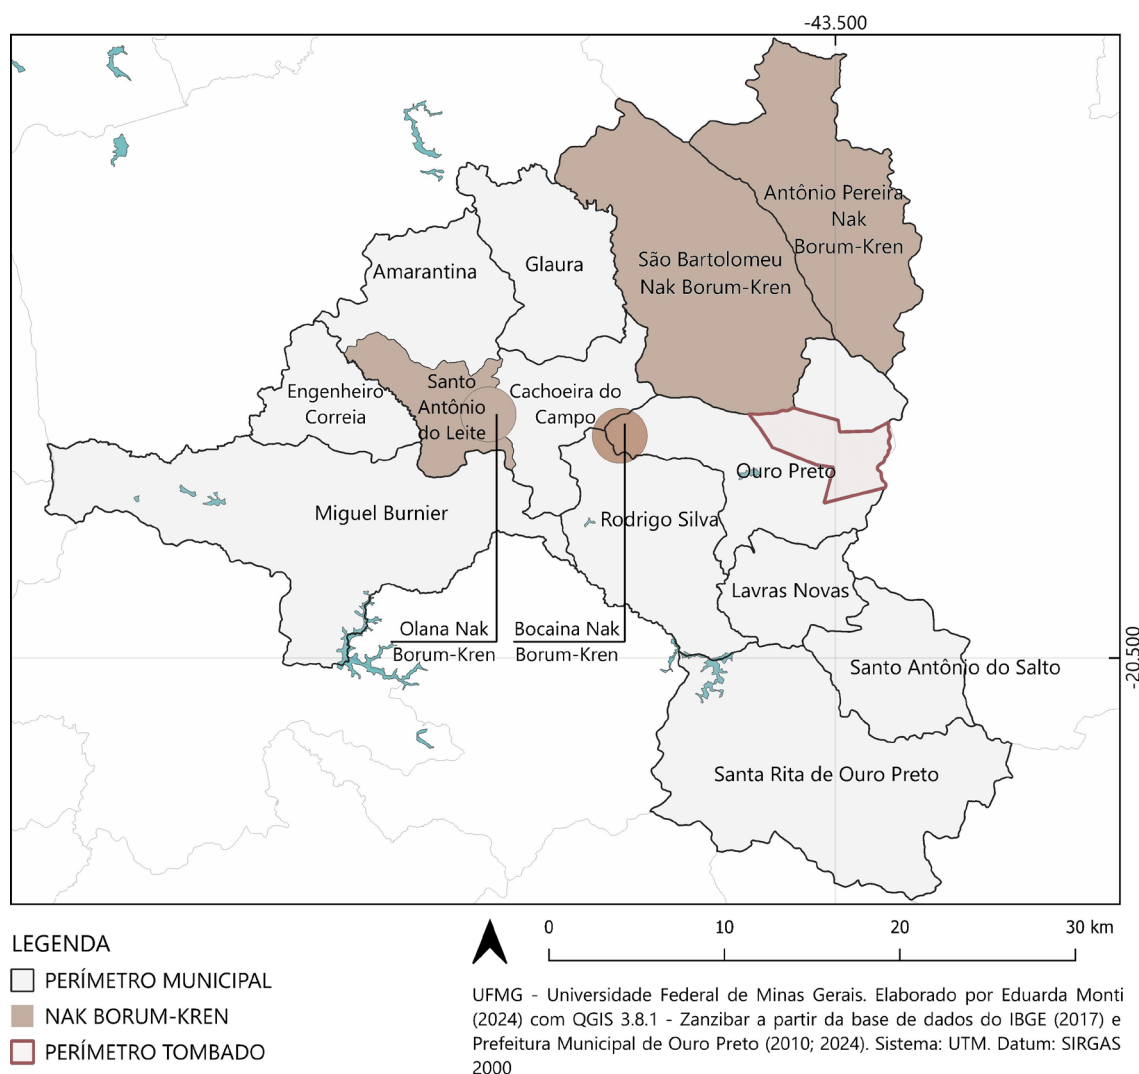 -43.500
Antônio Pereira
Nak
Borum-Kren
São Bartolomeu
Nak Borum-Kren
Glaura
Amarantina
Santo
Antônio
do Leite
Engenheiro
Correia
Cachoeira do
Campo
Ouro Preto
Miguel Burnier
Rodrigo Silva
Lavras Novas
Olana Nak
Borum-Kren
Bocaina Nak
Borum-Kren
-20.500
Santo Antônio do Salto
Santa Rita de Ouro Preto
LEGENDA
PERÍMETRO MUNICIPAL
NAK BORUM-KREN
PERÍMETRO TOMBADO
0 10 20 30 km
UFMG - Universidade Federal de Minas Gerais. Elaborado por Eduarda Monti
(2024) com QGIS 3.8.1 - Zanzibar a partir da base de dados do IBGE (2017) e
Prefeitura Municipal de Ouro Preto (2010; 2024). Sistema: UTM. Datum: SIRGAS
2000